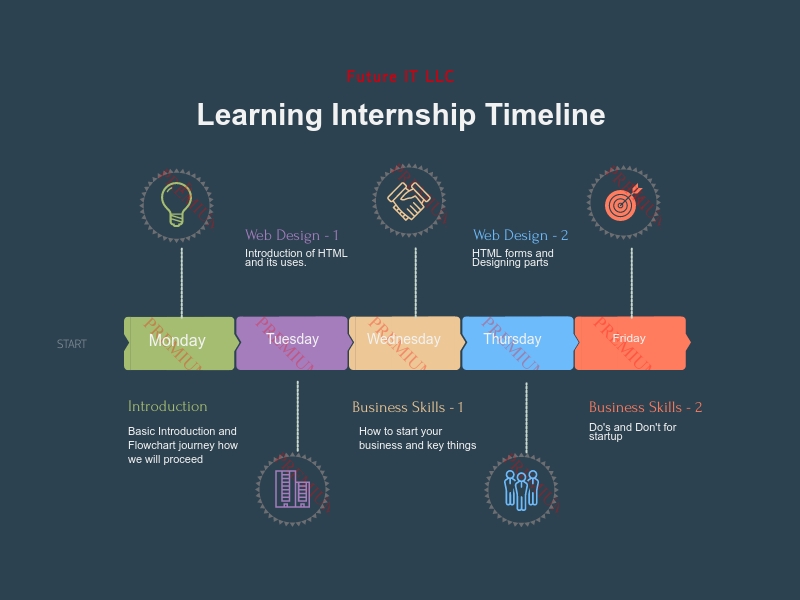 Future IT LLC
Learning Internship Timeline
Web Design - 1
Introduction of HTML
and its uses.
Web Design - 2
HTML forms and
Designing parts
START
Monday
Tuesday
Wednesday
Thursday
Friday
PREMIUM
PREMIUM
PREMIUM
PREMIUM
PREMIUM
Introduction
Basic Introduction and
Flowchart journey how
we will proceed
Business Skills - 1
How to start your
business and key things
Business Skills - 2
Do's and Don't for
startup